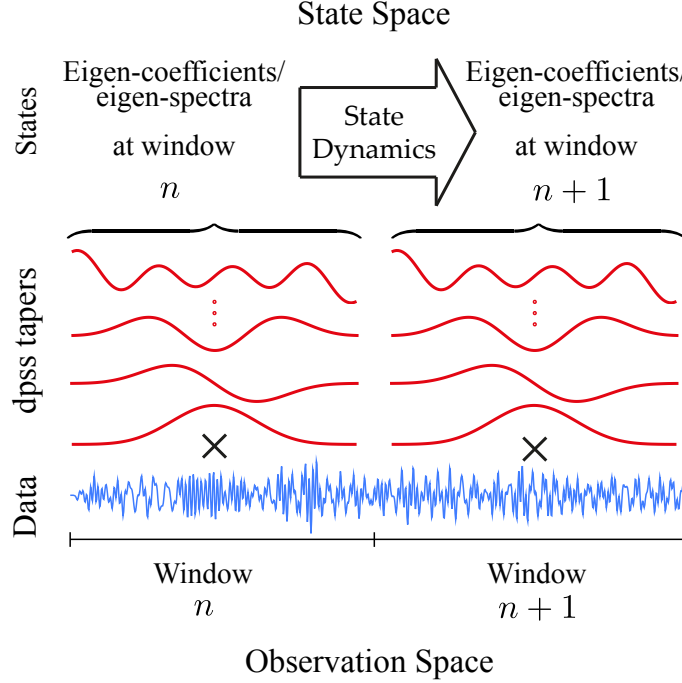 State Space
States
Eigen-coefficients/
eigen-spectra
at window
n
State
Dynamics
Eigen-coefficients/
eigen-spectra
at window
n + 1
dpss tapers
Data
Window
n
Window
n + 1
Observation Space